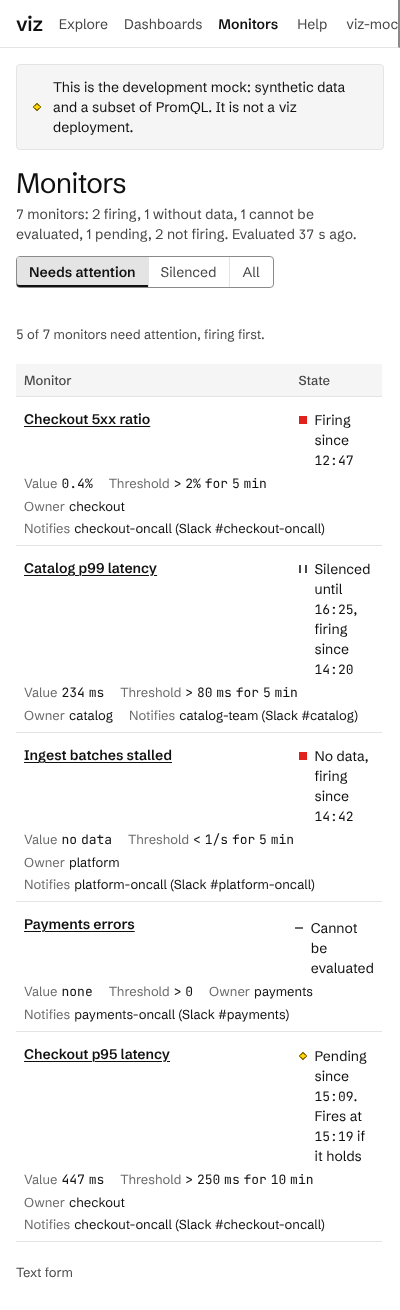 viz Explore Dashboards Monitors Help viz-moc
This is the development mock: synthetic data
and a subset of PromQL. It is not a viz
deployment.
Monitors
7 monitors: 2 firing, 1 without data, 1 cannot be
evaluated, 1 pending, 2 not firing. Evaluated 37 s ago.
Needs attention Silenced All
5 of 7 monitors need attention, firing first.
Monitor State
Checkout 5xx ratio Firing
since
12:47
Value 0.4% Threshold > 2% for 5 min
Owner checkout
Notifies checkout-oncall (Slack #checkout-oncall)
Catalog p99 latency Silenced
until
16:25,
firing
since
14:20
Value 234 ms Threshold > 80 ms for 5 min
Owner catalog Notifies catalog-team (Slack #catalog)
Ingest batches stalled No data,
firing
since
14:42
Value no data Threshold < 1/s for 5 min
Owner platform
Notifies platform-oncall (Slack #platform-oncall)
Payments errors Cannot
be
evaluated
Value none Threshold > 0 Owner payments
Notifies payments-oncall (Slack #payments)
Checkout p95 latency Pending
since
15:09.
Fires at
15:19 if
it holds
Value 447 ms Threshold > 250 ms for 10 min
Owner checkout
Notifies checkout-oncall (Slack #checkout-oncall)
Text form